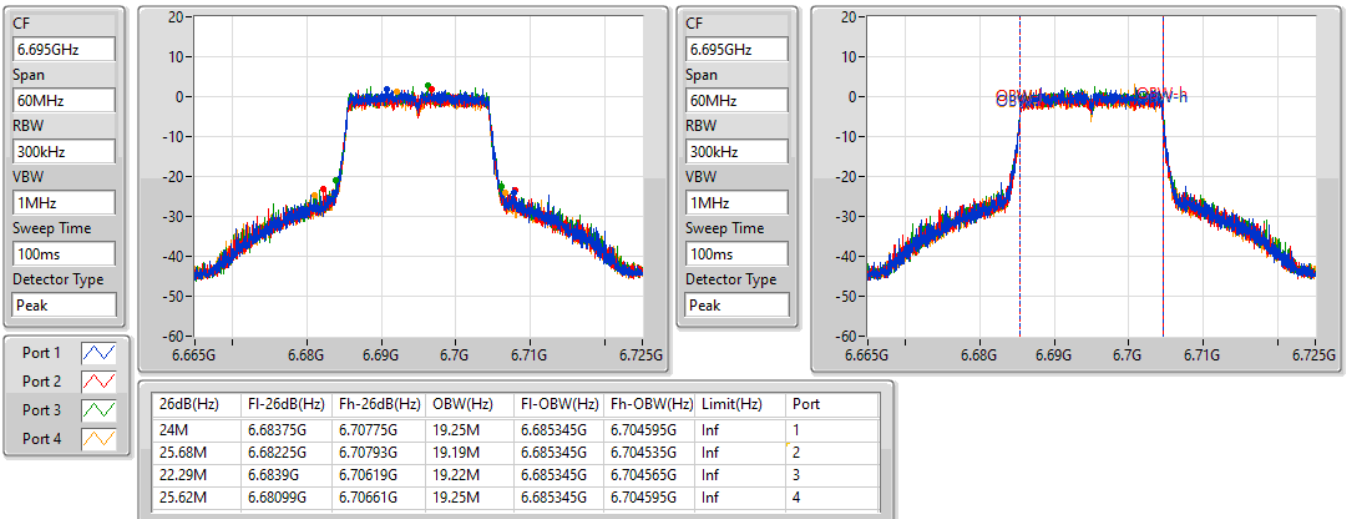 CF
6.695GHz
Span
60MHz
RBW
300kHz
VBW
1MHz
Sweep Time
100ms
Detector Type
Peak
20
10
0
-10
-20
-30
-40
-50
-60
6.665G 6.68G 6.69G 6.7G 6.71G 6.725G
CF
6.695GHz
Span
60MHz
RBW
300kHz
VBW
1MHz
Sweep Time
100ms
Detector Type
Peak
20
10
0
-10
-20
-30
-40
-50
-60
OBW-h
6.665G 6.68G 6.69G 6.7G 6.71G 6.725G
Port 1
Port 2
Port 3
Port 4
26dB(Hz) Fl-26dB(Hz) Fh-26dB(Hz) OBW(Hz) Fl-OBW(Hz) Fh-OBW(Hz) Limit(Hz) Port
24M 6.68375G 6.70775G 19.25M 6.685345G 6.704595G Inf 1
25.68M 6.68225G 6.70793G 19.19M 6.685345G 6.704535G Inf 2
22.29M 6.6839G 6.70619G 19.22M 6.685345G 6.704565G Inf 3
25.62M 6.68099G 6.70661G 19.25M 6.685345G 6.704595G Inf 4